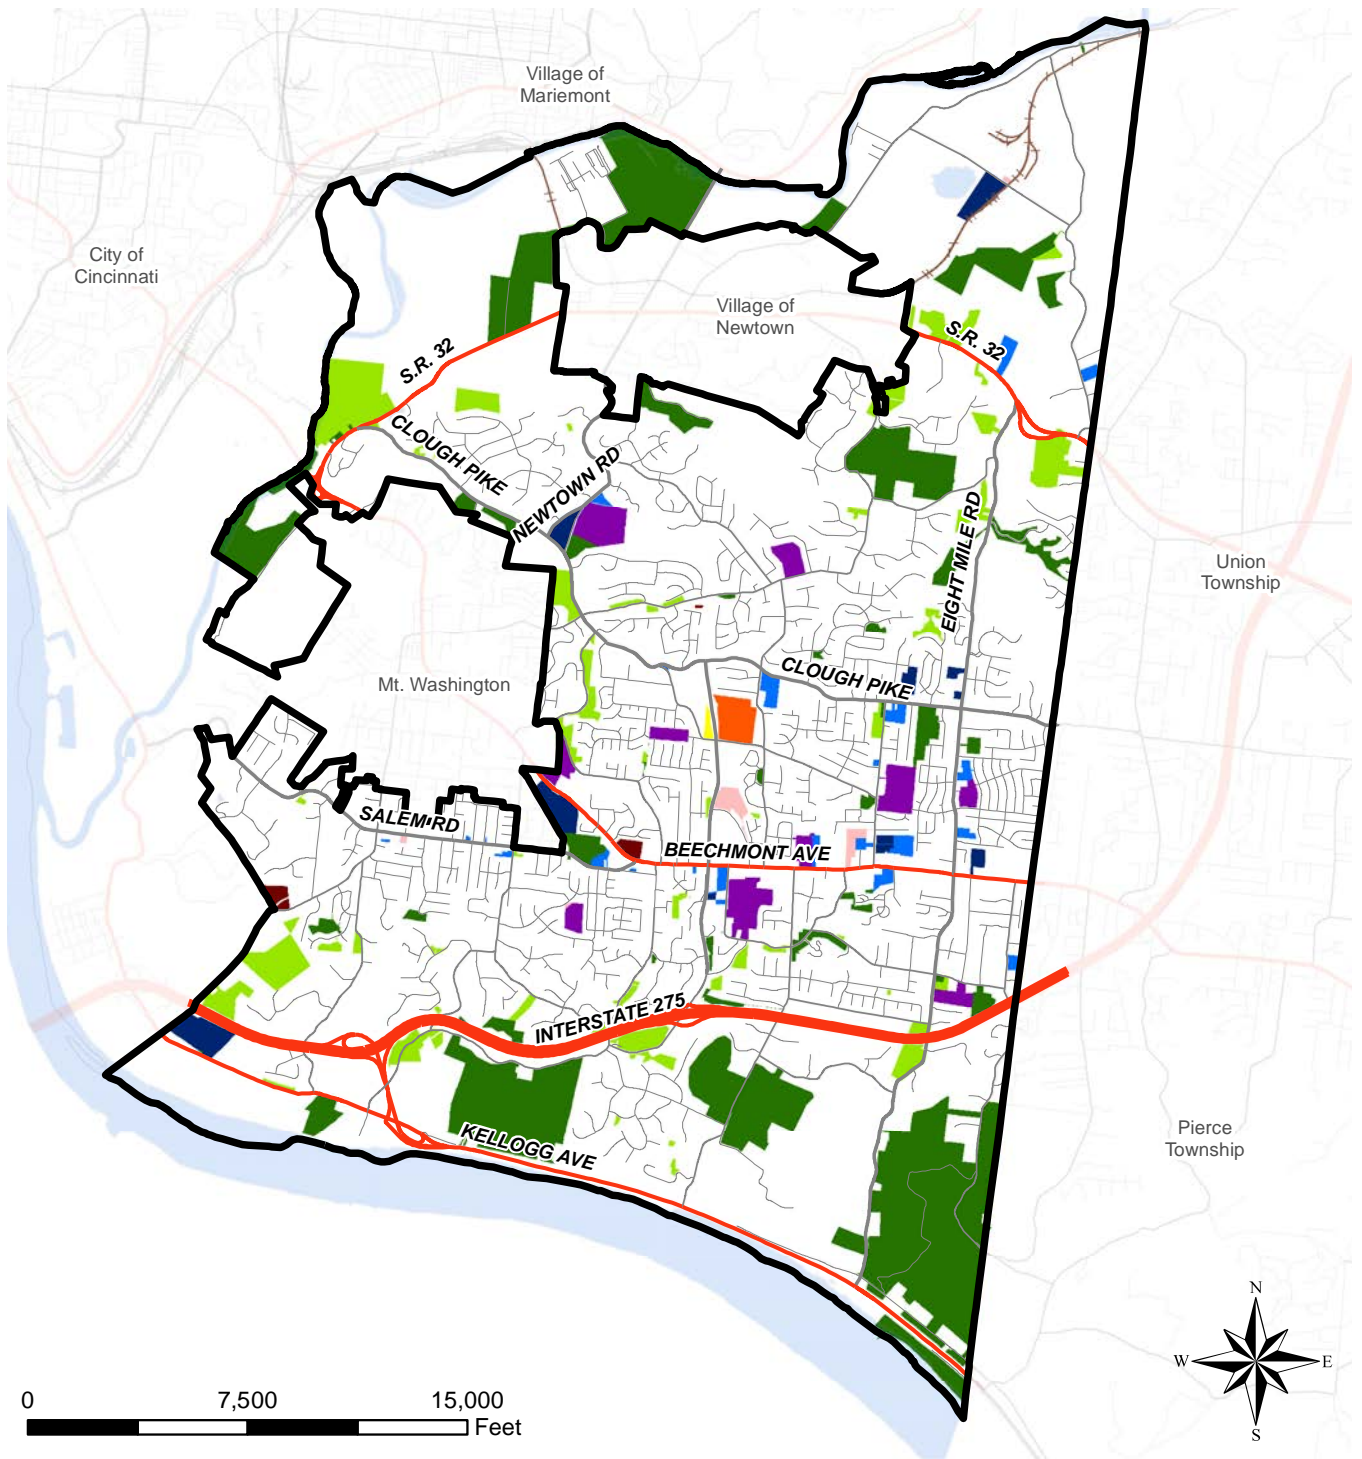 Village of
Mariemont
City of
Cincinnati
Village of
Newtown
S.R. 32
S.R. 32
CLOUGH PIKE
NEWTOWN RD
EIGHT MILE RD
Union
Township
CLOUGH PIKE
Mt. Washington
SALEM RD
BEECHMONT AVE
INTERSTATE 275
KELLOGG AVE
Pierce
Township
N
W
E
S
0
7,500
15,000
Feet